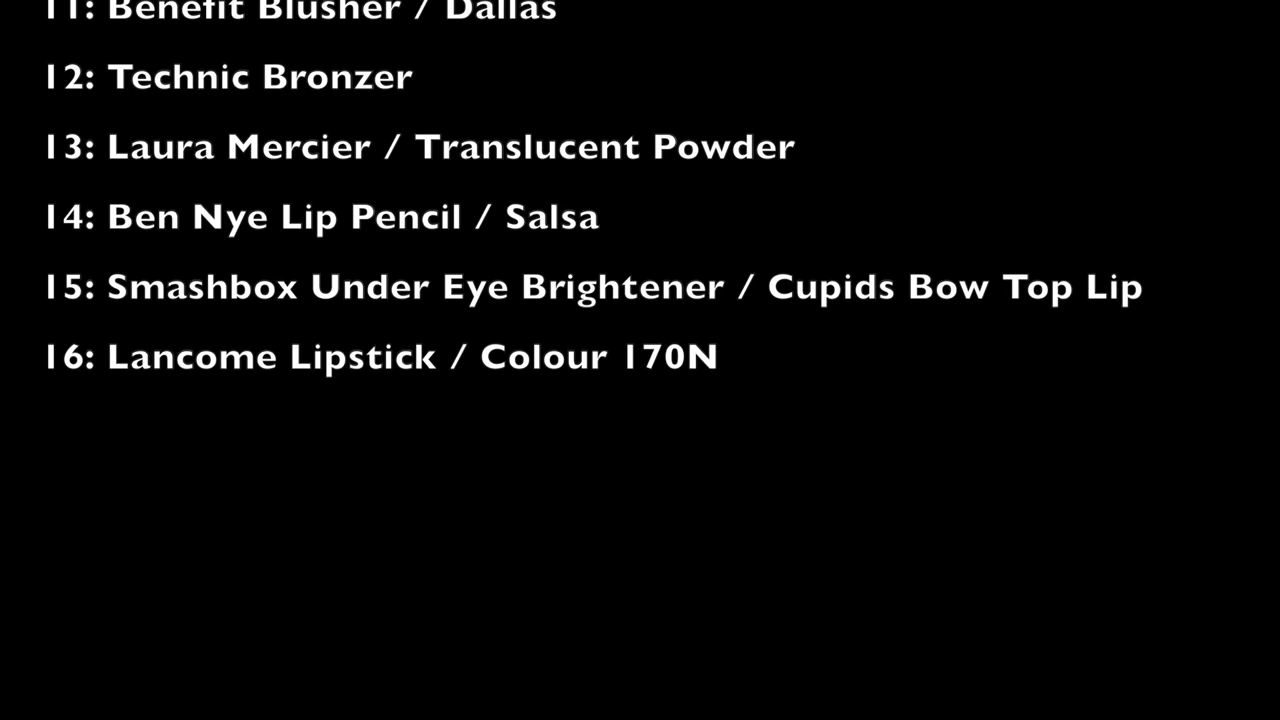 11: Benefit Blusher / Dallas
12: Technic Bronzer
13: Laura Mercier / Translucent Powder
14: Ben Nye Lip Pencil / Salsa
15: Smashbox Under Eye Brightener / Cupids Bow Top Lip
16: Lancome Lipstick / Colour 170N